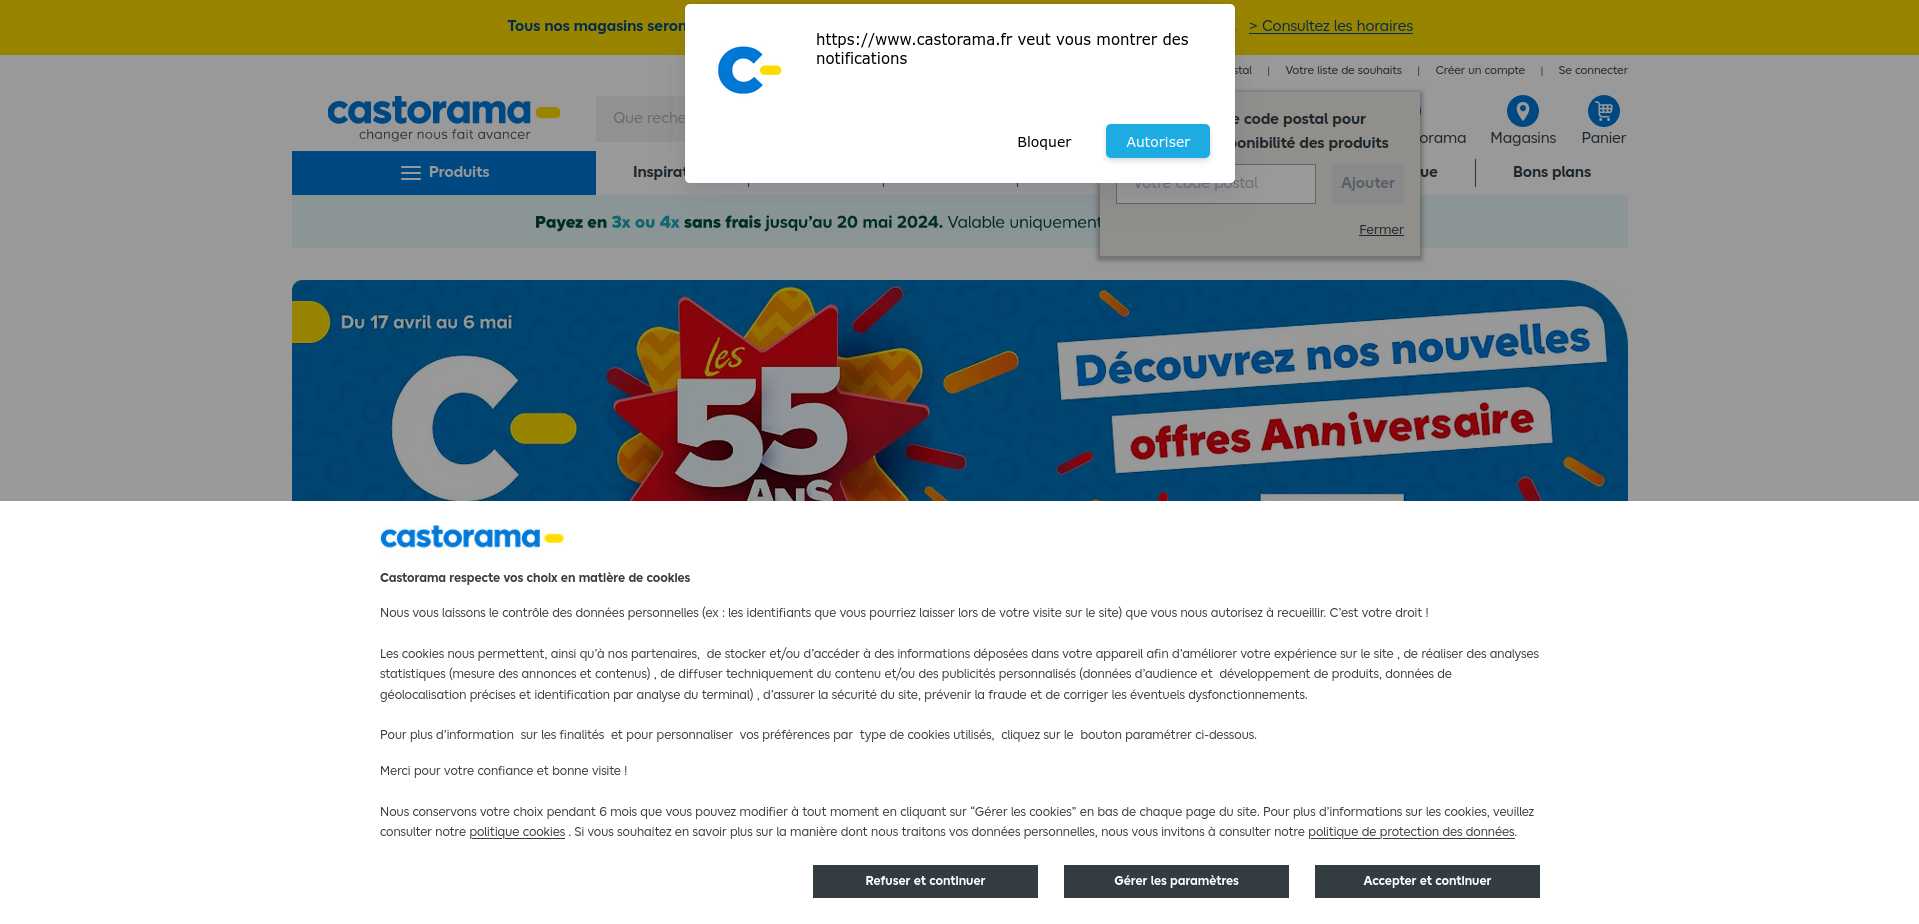 Tous nos magasins seron
> Consultez les horaires
https://www.castorama.fr veut vous montrer des
notifications
Bloquer
Autoriser
stal | Votre liste de souhaits | Créer un compte | Se connecter
castorama
changer nous fait avancer
Que reche
code postal pour
onibilité des produits
Votre code postal
Ajouter
Fermer
orama
Magasins
Panier
Produits
Inspirat
ue
Bons plans
Payez en 3x ou 4x sans frais jusqu'au 20 mai 2024. Valable uniquement
Du 17 avril au 6 mai
Les
55
ANS
Découvrez nos nouvelles
offres Anniversaire
castorama
Castorama respecte vos choix en matière de cookies
Nous vous laissons le contrôle des données personnelles (ex : les identifiants que vous pourriez laisser lors de votre visite sur le site) que vous nous autorisez à recueillir. C'est votre droit !
Les cookies nous permettent, ainsi qu'à nos partenaires, de stocker et/ou d'accéder à des informations déposées dans votre appareil afin d'améliorer votre expérience sur le site , de réaliser des analyses
statistiques (mesure des annonces et contenus) , de diffuser techniquement du contenu et/ou des publicités personnalisés (données d'audience et développement de produits, données de
géolocalisation précises et identification par analyse du terminal) , d'assurer la sécurité du site, prévenir la fraude et de corriger les éventuels dysfonctionnements.
Pour plus d'information sur les finalités et pour personnaliser vos préférences par type de cookies utilisés, cliquez sur le bouton paramétrer ci-dessous.
Merci pour votre confiance et bonne visite !
Nous conservons votre choix pendant 6 mois que vous pouvez modifier à tout moment en cliquant sur “Gérer les cookies” en bas de chaque page du site. Pour plus d'informations sur les cookies, veuillez
consulter notre politique cookies . Si vous souhaitez en savoir plus sur la manière dont nous traitons vos données personnelles, nous vous invitons à consulter notre politique de protection des données.
Refuser et continuer
Gérer les paramètres
Accepter et continuer